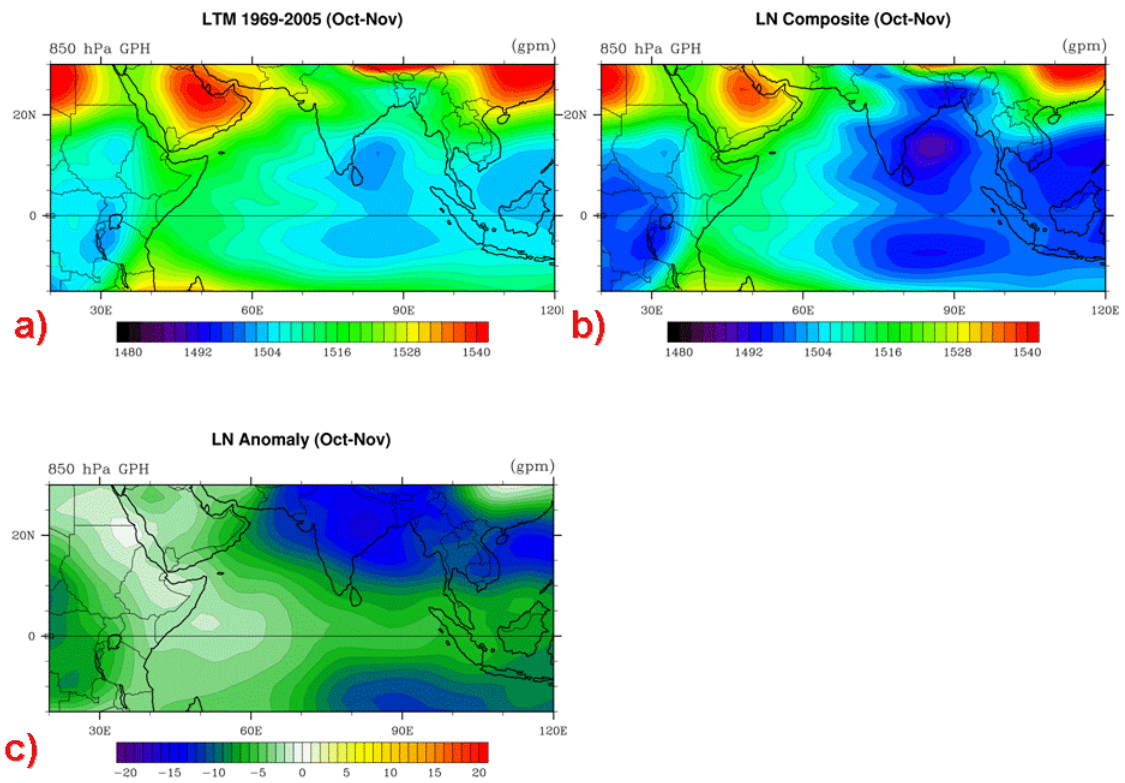 LTM 1969-2005 (Oct-Nov)
850 hPa GPH (gpm)
20N
0
30E 60E 90E 120E
a)
1480 1492 1504 1516 1528 1540
LN Composite (Oct-Nov)
850 hPa GPH (gpm)
20N
0
30E 60E 90E 120E
b)
1480 1492 1504 1516 1528 1540
LN Anomaly (Oct-Nov)
850 hPa GPH (gpm)
20N
0
30E 60E 90E 120E
c)
-20 -15 -10 -5 0 5 10 15 20